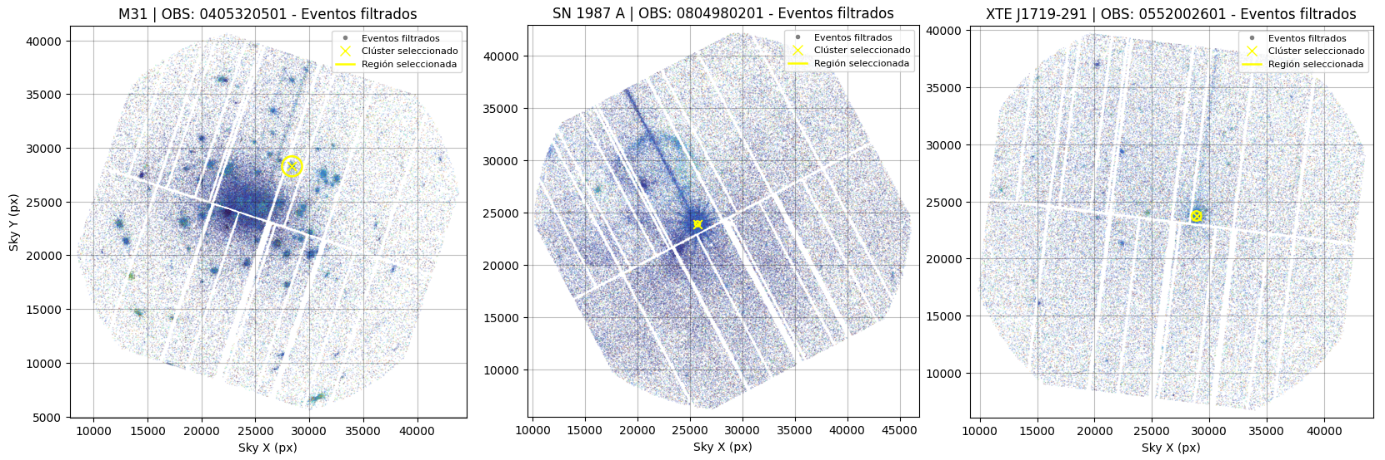 M31 | OBS: 0405320501 - Eventos filtrados
Eventos filtrados
Clúster seleccionado
Región seleccionada
40000
35000
30000
25000
20000
15000
10000
5000
Sky Y (px)
10000 15000 20000 25000 30000 35000 40000
Sky X (px)
SN 1987 A | OBS: 0804980201 - Eventos filtrados
Eventos filtrados
Clúster seleccionado
Región seleccionada
40000
35000
30000
25000
20000
15000
10000
10000 15000 20000 25000 30000 35000 40000 45000
Sky X (px)
XTE J1719-291 | OBS: 0552002601 - Eventos filtrados
Eventos filtrados
Clúster seleccionado
Región seleccionada
40000
35000
30000
25000
20000
15000
10000
10000 15000 20000 25000 30000 35000 40000
Sky X (px)